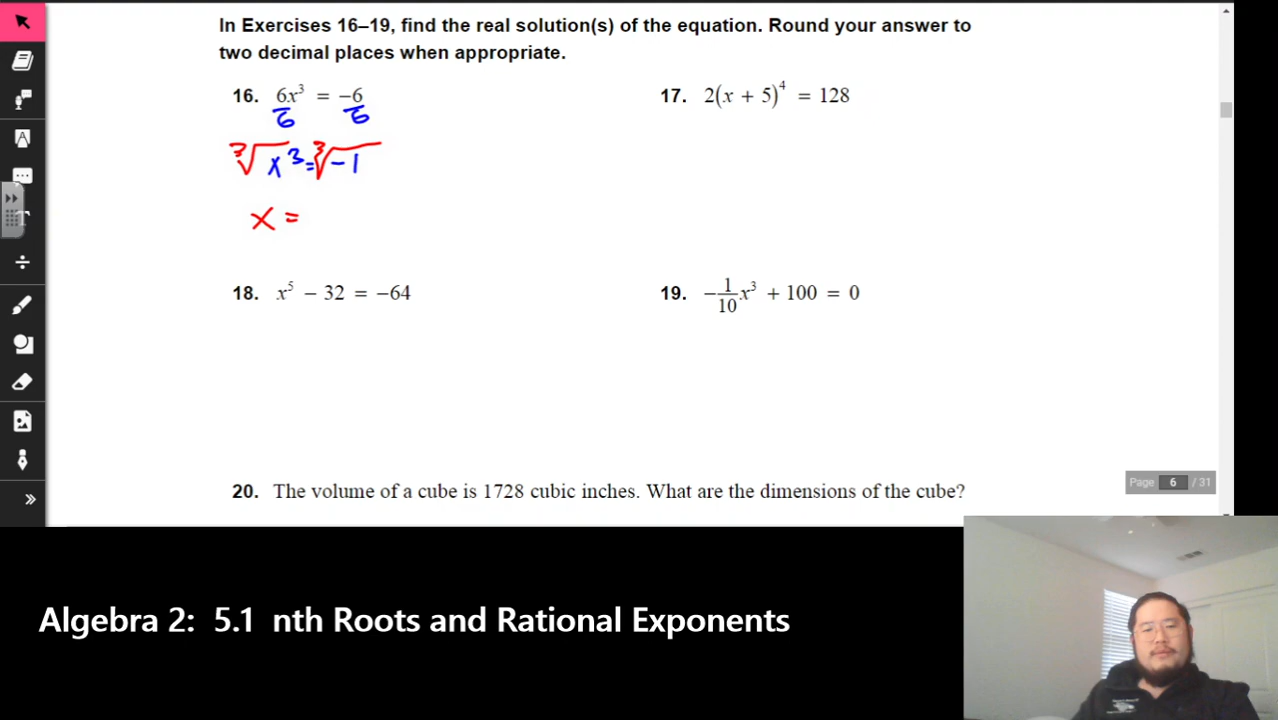 In Exercises 16–19, find the real solution(s) of the equation. Round your answer to
two decimal places when appropriate.
16. 6x³ = −6
6 6
∛x³ = ∛−1
x =
17. 2(x + 5)⁴ = 128
18. x⁵ − 32 = −64
19. −1/10x³ + 100 = 0
20. The volume of a cube is 1728 cubic inches. What are the dimensions of the cube?
Page 6 / 31
Algebra 2: 5.1 nth Roots and Rational Exponents